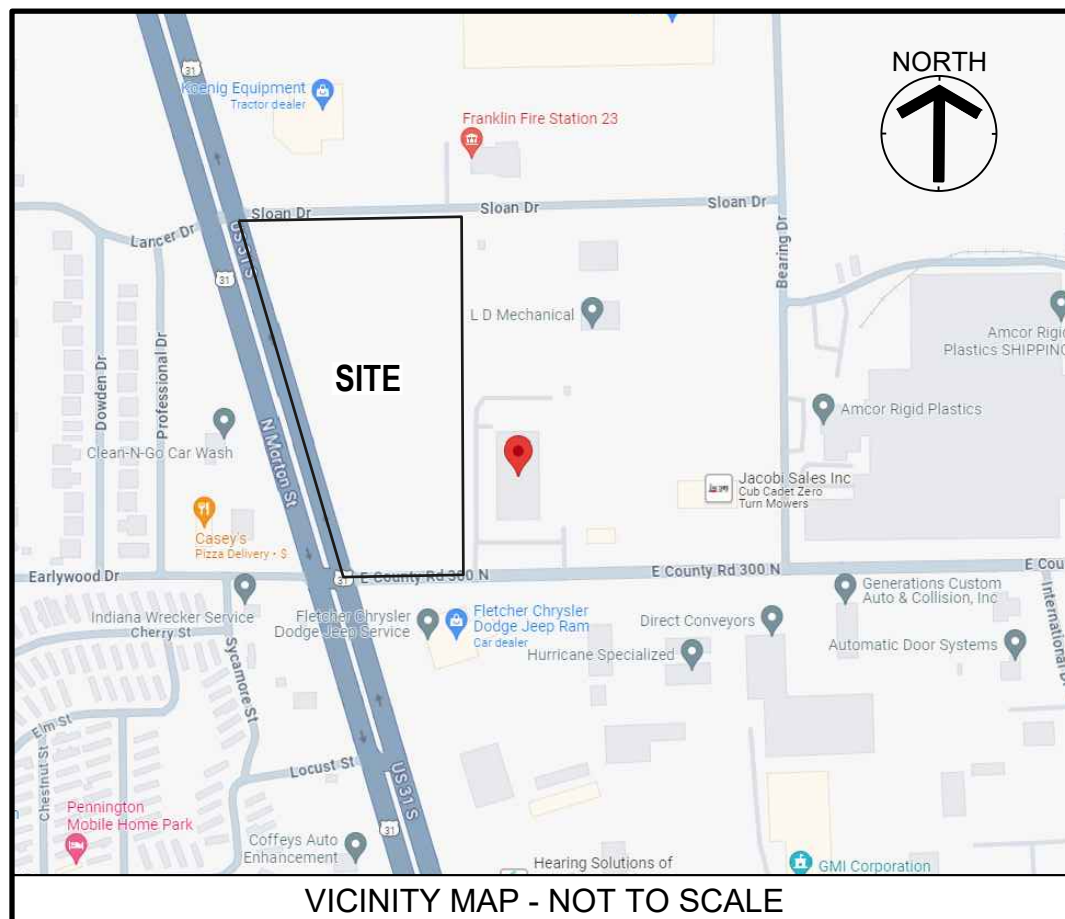 31
NORTH
Koenig Equipment
Tractor dealer
Franklin Fire Station 23
Sloan Dr
Sloan Dr
Sloan Dr
Lancer Dr
US 31 S
31
Bearing Dr
L D Mechanical
Amcor Rigid
Plastics SHIPPING
SITE
Dowden Dr
Professional Dr
Amcor Rigid Plastics
Clean-N-Go Car Wash
N Morton St
Jacobi Sales Inc
Cub Cadet Zero
Turn Mowers
Casey's
Pizza Delivery • $
Earlywood Dr
31
E County Rd 300 N
E County Rd 300 N
E Cou
Indiana Wrecker Service
Cherry St
Fletcher Chrysler
Dodge Jeep Service
Fletcher Chrysler
Dodge Jeep Ram
Car dealer
Direct Conveyors
Generations Custom
Auto & Collision, Inc
Hurricane Specialized
Automatic Door Systems
International D
Sycamore St
Elm St
Chestnut St
Locust St
US 31 S
Pennington
Mobile Home Park
31
Coffeys Auto
Enhancement
Hearing Solutions of
GMI Corporation
VICINITY MAP - NOT TO SCALE